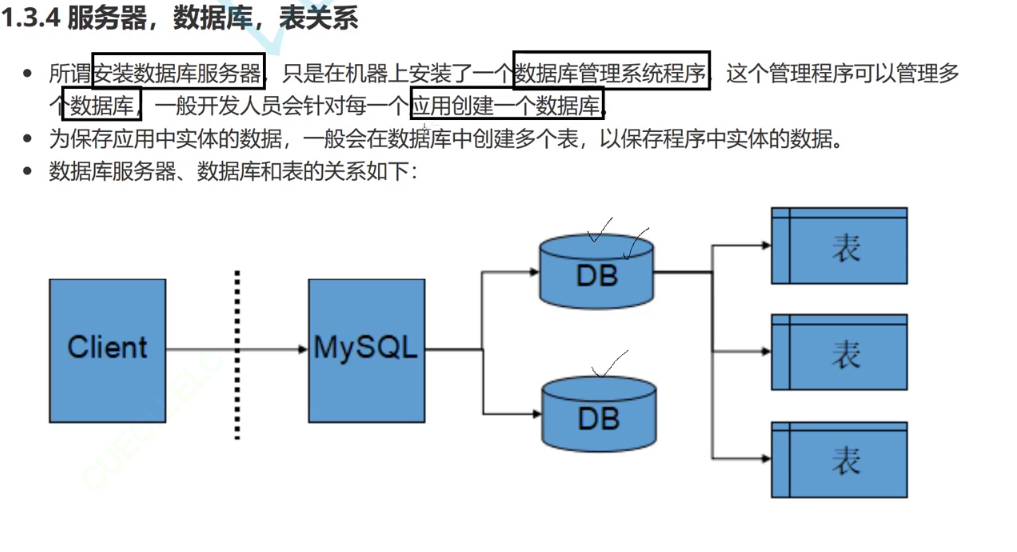 1.3.4 服务器，数据库，表关系
所谓安装数据库服务器，只是在机器上安装了一个数据库管理系统程序，这个管理程序可以管理多
个数据库，一般开发人员会针对每一个应用创建一个数据库。
为保存应用中实体的数据，一般会在数据库中创建多个表，以保存程序中实体的数据。
数据库服务器、数据库和表的关系如下：
表
DB
Client
MySQL
表
DB
表